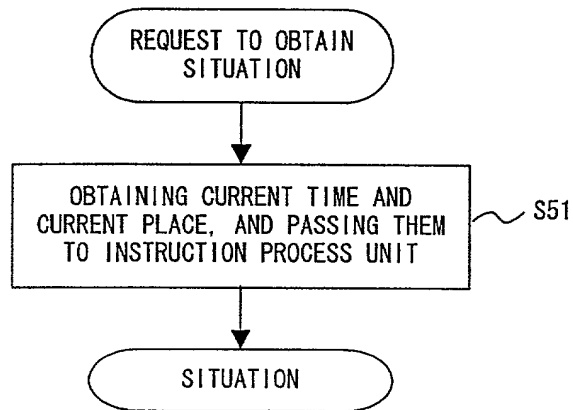 REQUEST TO OBTAIN
SITUATION
OBTAINING CURRENT TIME AND
CURRENT PLACE, AND PASSING THEM
TO INSTRUCTION PROCESS UNIT
S51
SITUATION